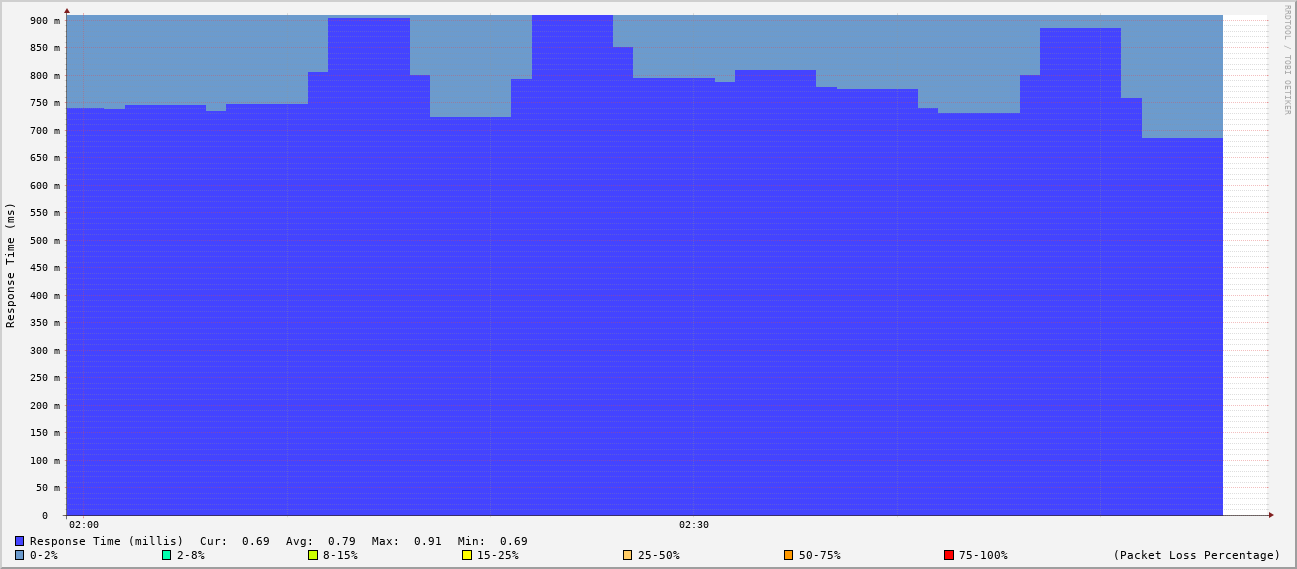 RRDTOOL / TOBI OETIKER
Response Time (ms)
900 m
850 m
800 m
750 m
700 m
650 m
600 m
550 m
500 m
450 m
400 m
350 m
300 m
250 m
200 m
150 m
100 m
50 m
0
02:00 02:30
Response Time (millis) Cur: 0.69 Avg: 0.79 Max: 0.91 Min: 0.69
0-2% 2-8% 8-15% 15-25% 25-50% 50-75% 75-100% (Packet Loss Percentage)